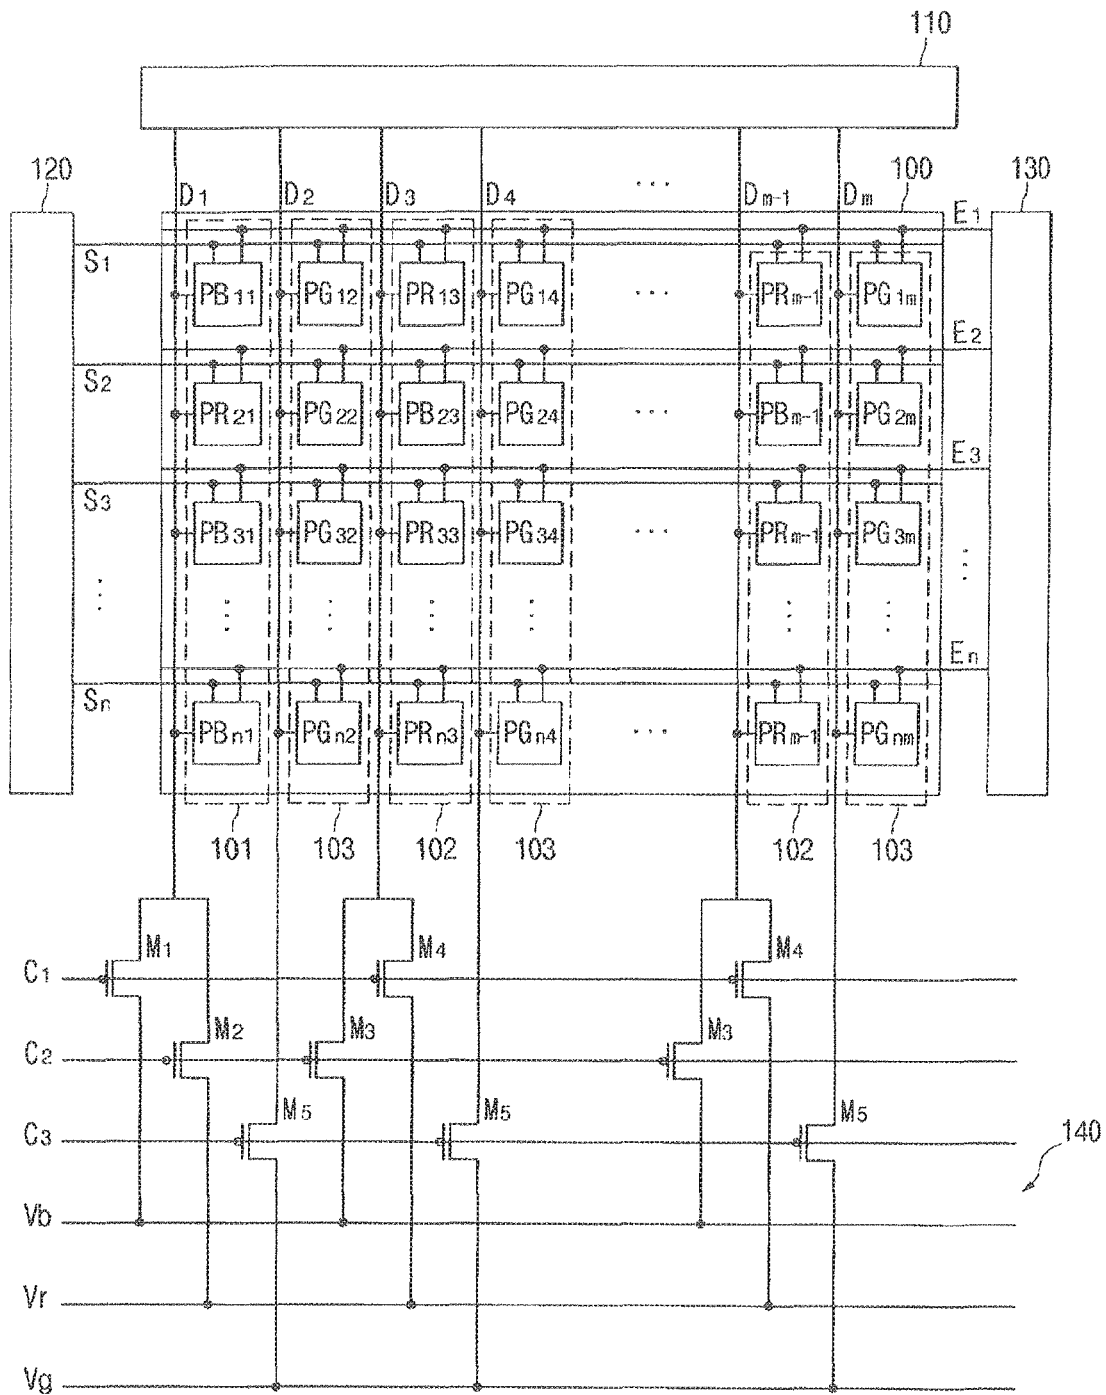 110
120
130
D1 D2 D3 D4 ... Dm-1 Dm 100
E1
S1
PB11 PG12 PR13 PG14 ... PRm-1 PG1m
E2
S2
PR21 PG22 PB23 PG24 ... PBm-1 PG2m
E3
S3
PB31 PG32 PR33 PG34 ... PRm-1 PG3m
En
Sn
PBn1 PGn2 PRn3 PGn4 ... PRm-1 PGnm
101 103 102 103 102 103
M1 M4 M4
C1
M2 M3 M3
C2
M5 M5 M5
C3
140
Vb
Vr
Vg